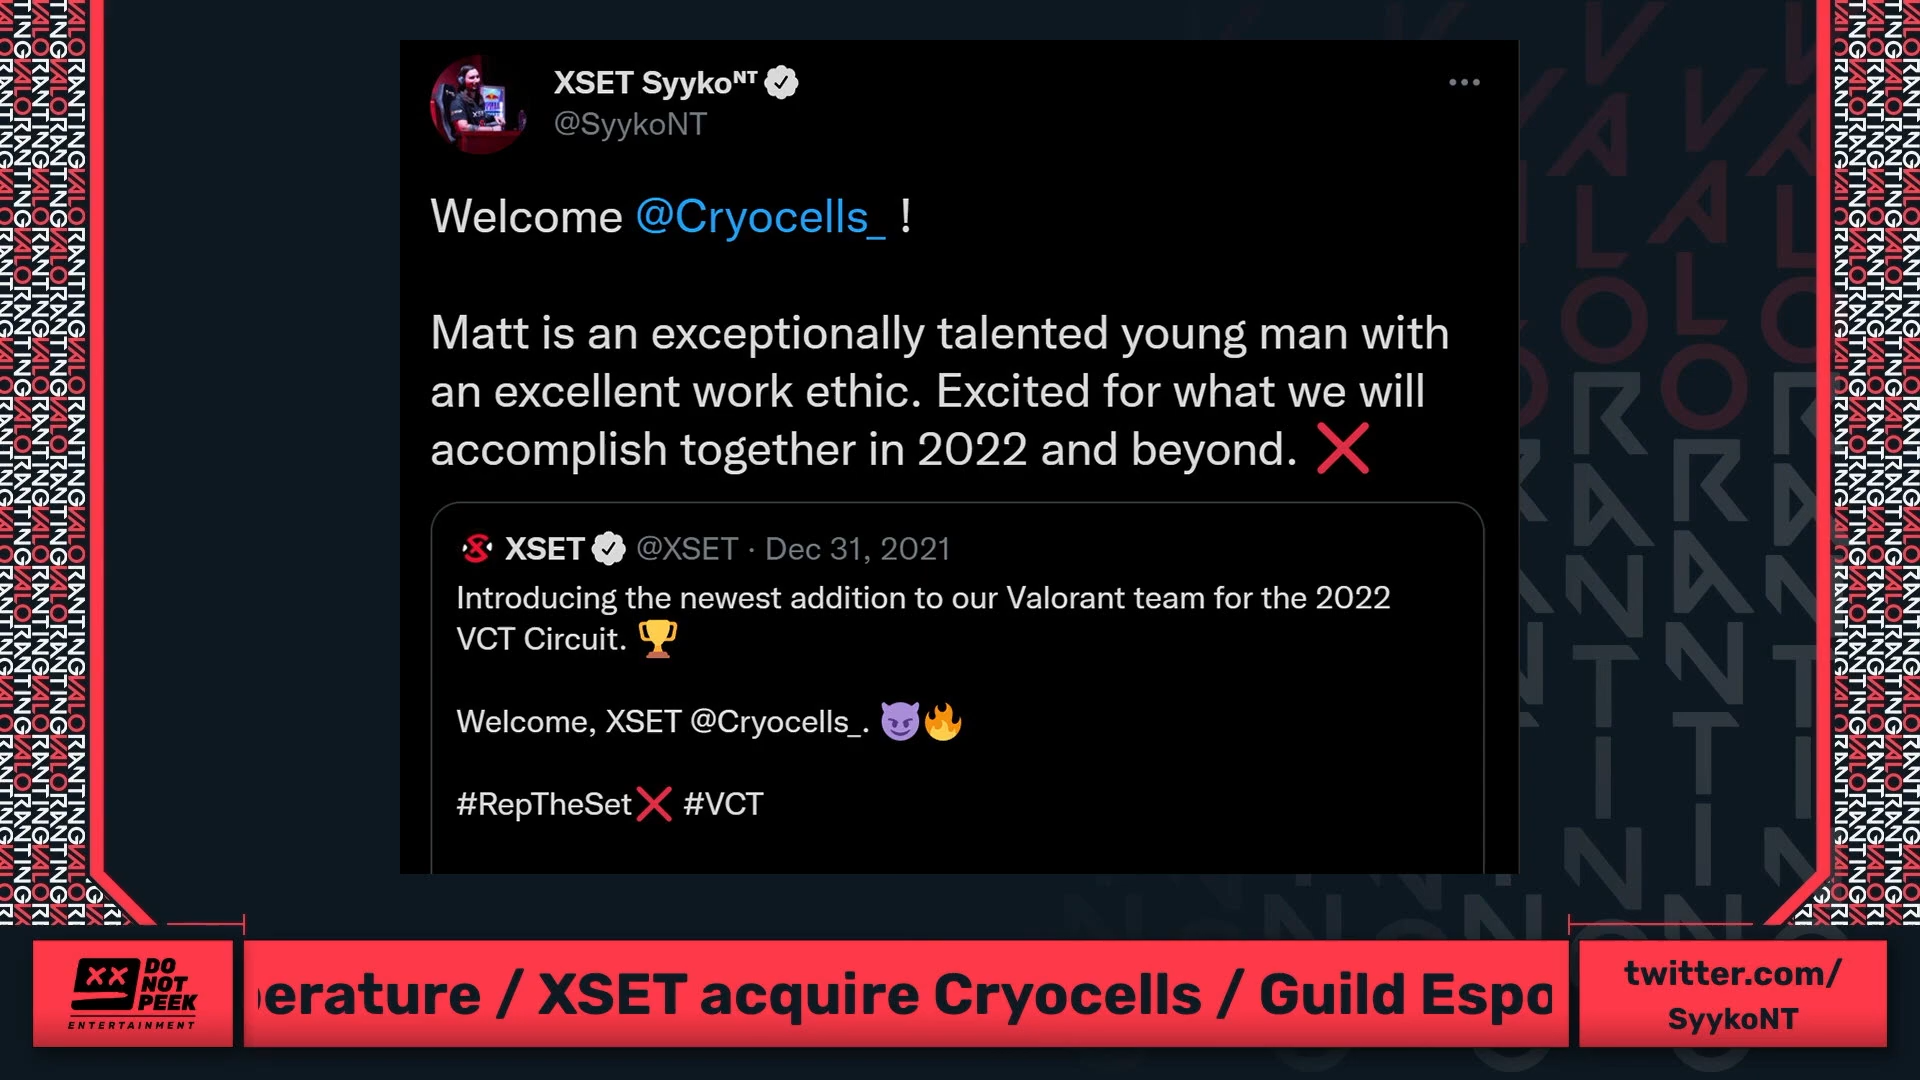 XSET Syykoᴺᵀ
@SyykoNT
Welcome @Cryocells_ !
Matt is an exceptionally talented young man with
an excellent work ethic. Excited for what we will
accomplish together in 2022 and beyond. ❌
XSET @XSET · Dec 31, 2021
Introducing the newest addition to our Valorant team for the 2022
VCT Circuit. 🏆
Welcome, XSET @Cryocells_. 😈🔥
#RepTheSet❌ #VCT
DO
NOT
PEEK
ENTERTAINMENT
erature / XSET acquire Cryocells / Guild Espo
twitter.com/
SyykoNT
VALORANTING